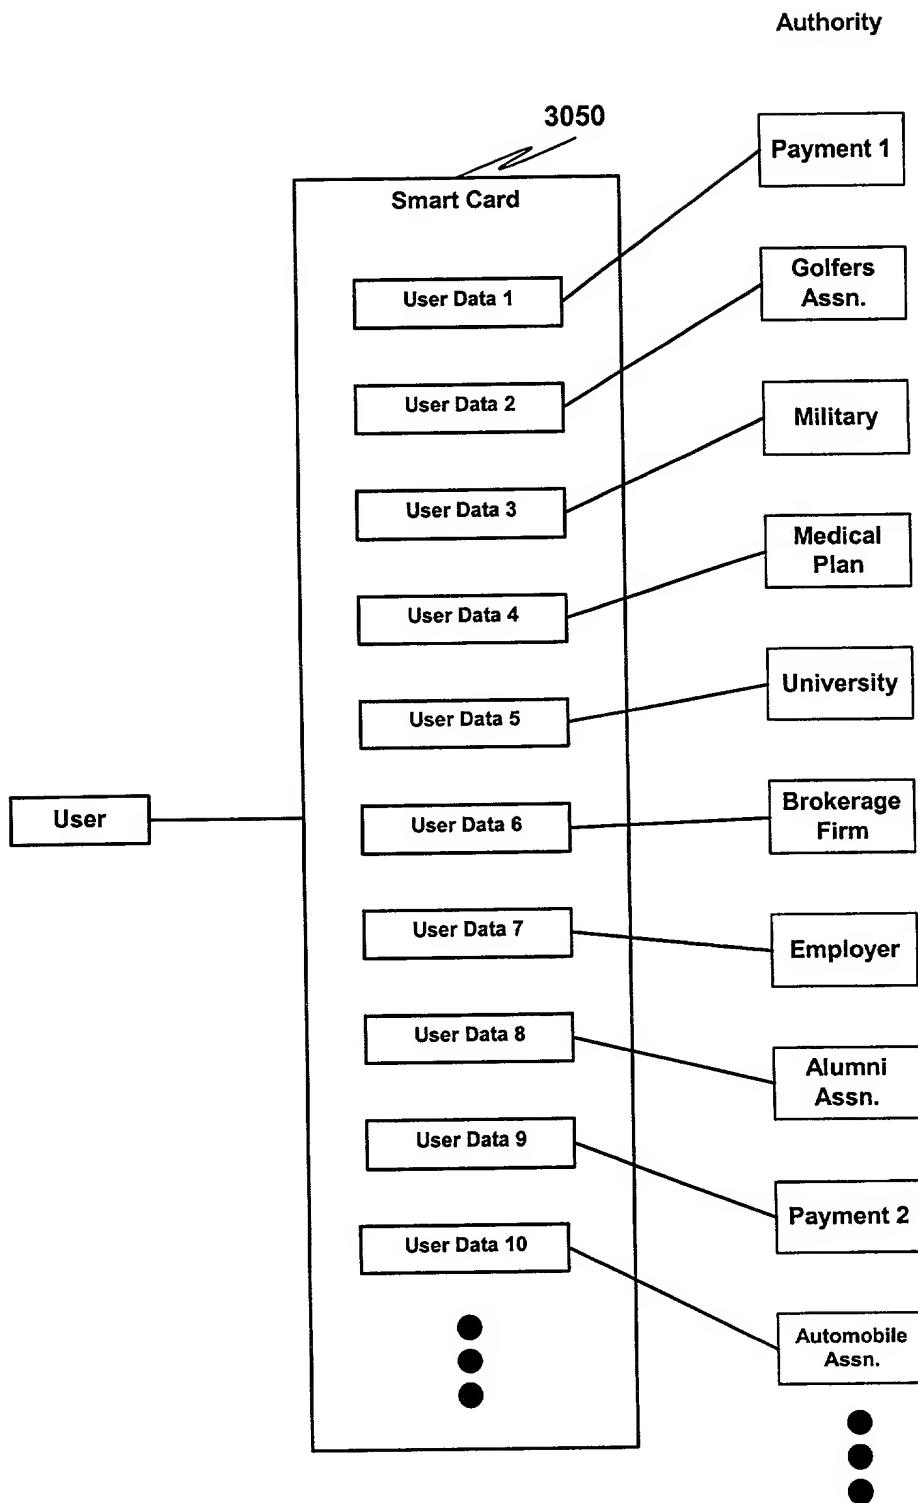 Authority
3050
Payment 1
Smart Card
Golfers
Assn.
User Data 1
User Data 2
Military
User Data 3
Medical
Plan
User Data 4
University
User Data 5
Brokerage
Firm
User
User Data 6
User Data 7
Employer
User Data 8
Alumni
Assn.
User Data 9
Payment 2
User Data 10
Automobile
Assn.